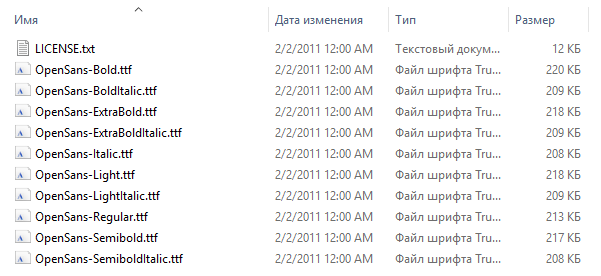 Имя Дата изменения Тип Размер
LICENSE.txt 2/2/2011 12:00 AM Текстовый докум... 12 КБ
OpenSans-Bold.ttf 2/2/2011 12:00 AM Файл шрифта Tru... 220 КБ
OpenSans-BoldItalic.ttf 2/2/2011 12:00 AM Файл шрифта Tru... 209 КБ
OpenSans-ExtraBold.ttf 2/2/2011 12:00 AM Файл шрифта Tru... 218 КБ
OpenSans-ExtraBoldItalic.ttf 2/2/2011 12:00 AM Файл шрифта Tru... 209 КБ
OpenSans-Italic.ttf 2/2/2011 12:00 AM Файл шрифта Tru... 208 КБ
OpenSans-Light.ttf 2/2/2011 12:00 AM Файл шрифта Tru... 218 КБ
OpenSans-LightItalic.ttf 2/2/2011 12:00 AM Файл шрифта Tru... 209 КБ
OpenSans-Regular.ttf 2/2/2011 12:00 AM Файл шрифта Tru... 213 КБ
OpenSans-Semibold.ttf 2/2/2011 12:00 AM Файл шрифта Tru... 217 КБ
OpenSans-SemiboldItalic.ttf 2/2/2011 12:00 AM Файл шрифта Tru... 208 КБ